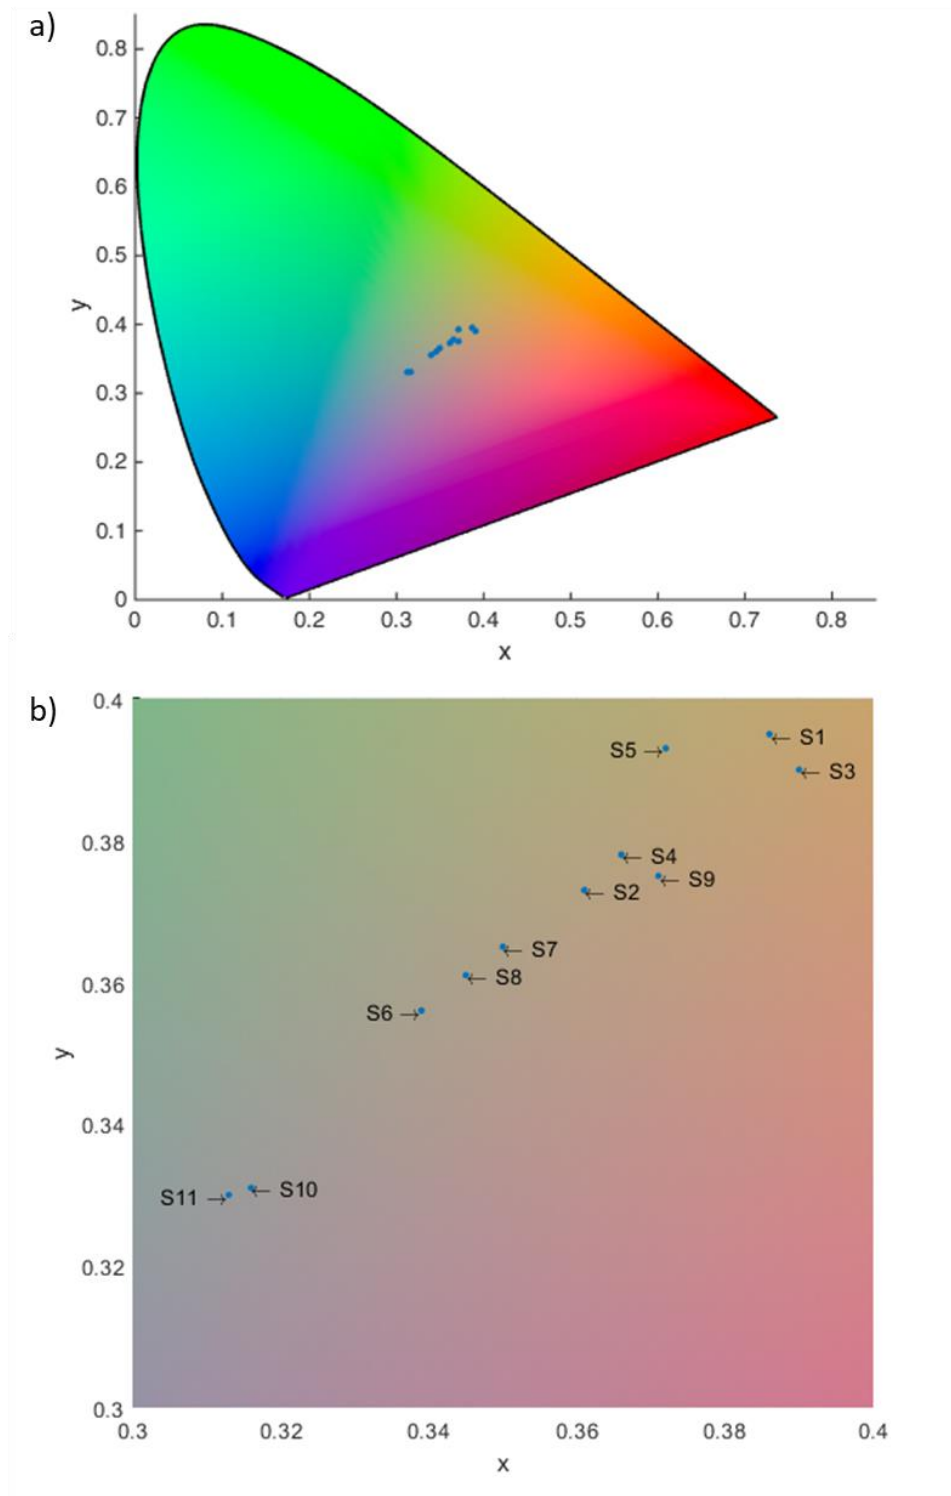 a)
0.8
0.7
0.6
0.5
0.4
0.3
0.2
0.1
0
y
0 0.1 0.2 0.3 0.4 0.5 0.6 0.7 0.8
x
b)
0.4
0.38
0.36
0.34
0.32
0.3
y
S5 → ← S1
← S3
← S4
← S9
← S2
← S7
← S8
S6 →
S11 → ← S10
0.3 0.32 0.34 0.36 0.38 0.4
x